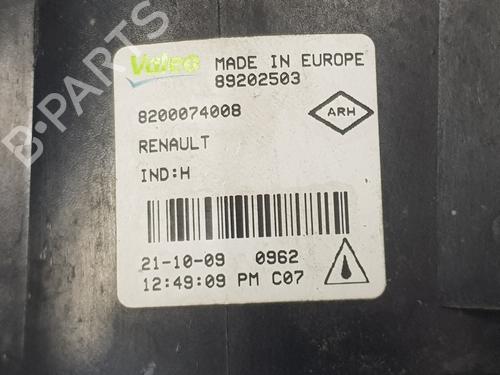 Valeo MADE IN EUROPE
89202503
8200074008
ARH
RENAULT
IND:H
21-10-09 0962
12:49:09 PM C07
B-PARTS